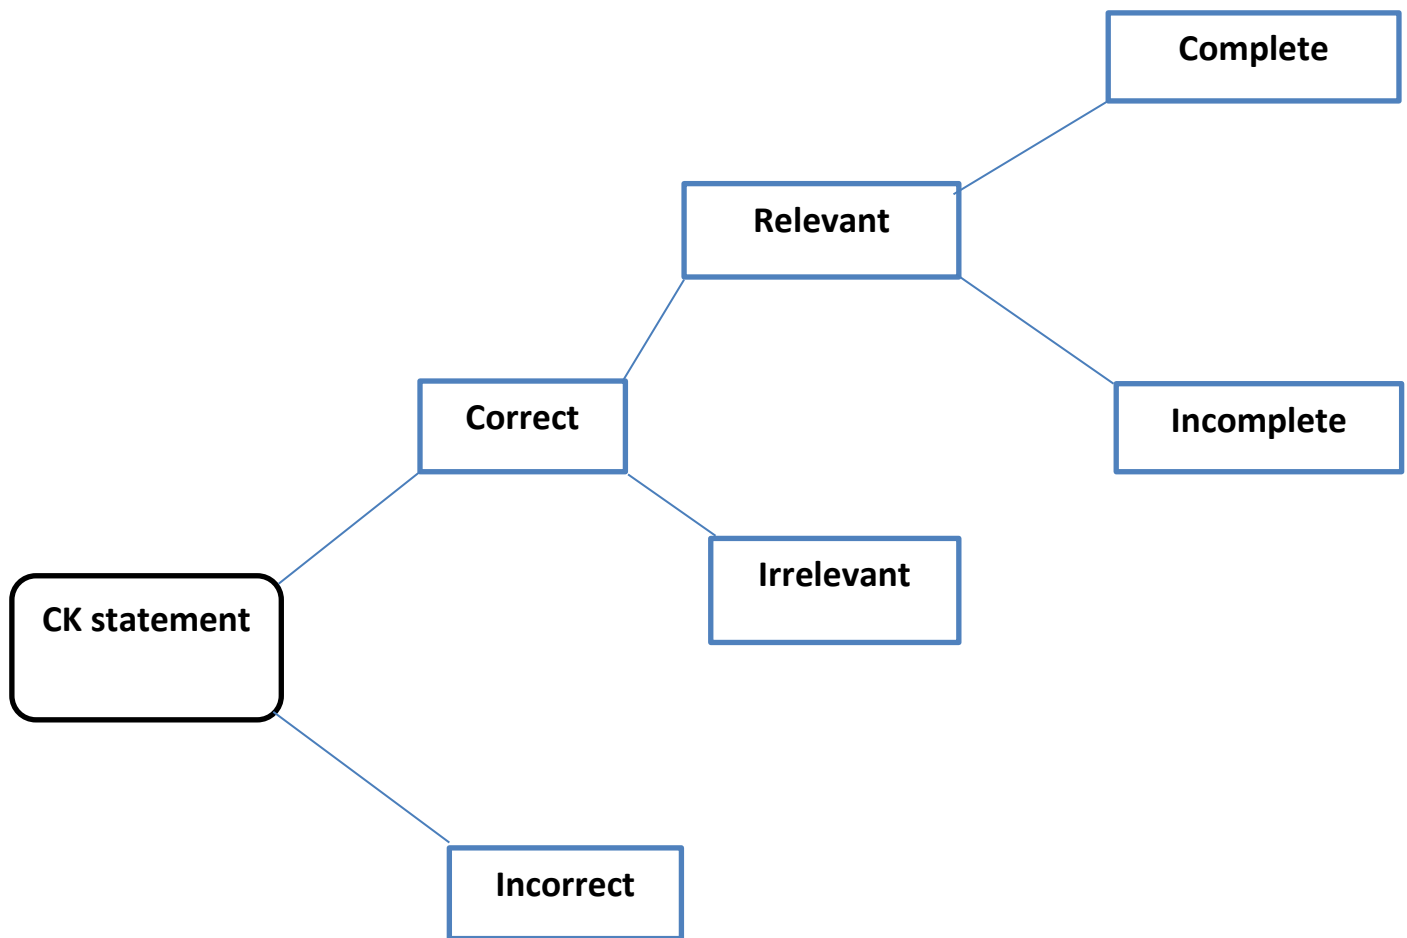 Complete
Relevant
Correct
Incomplete
Irrelevant
CK statement
Incorrect